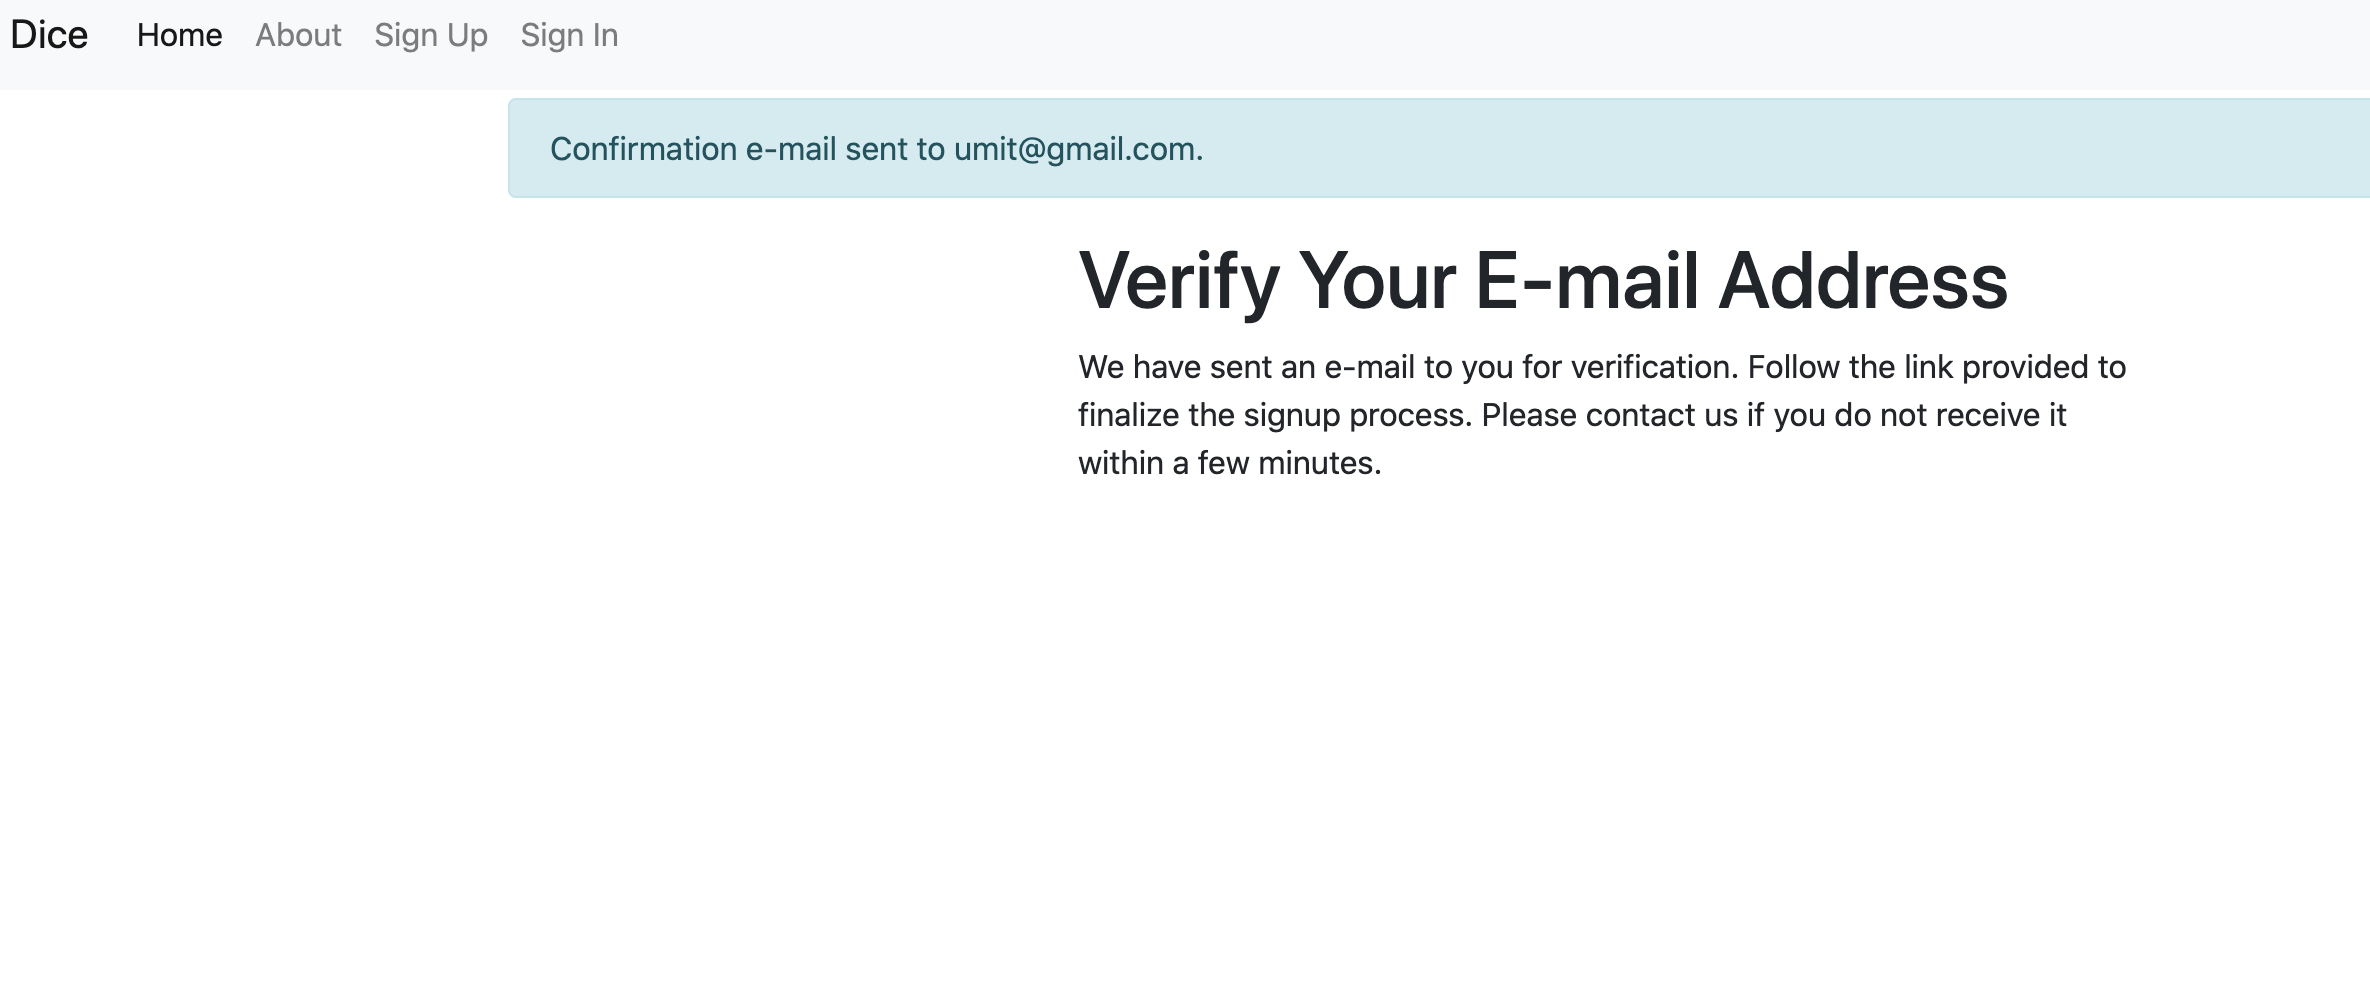 Dice Home About Sign Up Sign In
Confirmation e-mail sent to umit@gmail.com.
Verify Your E-mail Address
We have sent an e-mail to you for verification. Follow the link provided to
finalize the signup process. Please contact us if you do not receive it
within a few minutes.